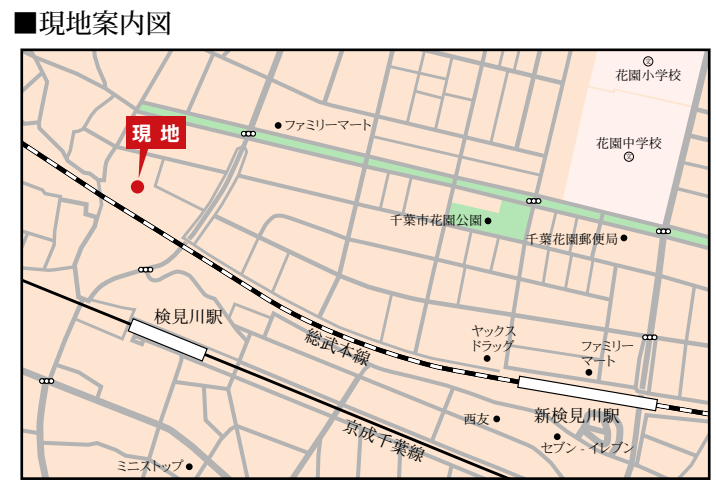 ■現地案内図
花園小学校
現 地
ファミリーマート
花園中学校
千葉市花園公園
千葉花園郵便局
検見川駅
総武本線
ヤックス
ドラッグ
ファミリー
マート
西友
新検見川駅
京成千葉線
セブン‐イレブン
ミニストップ